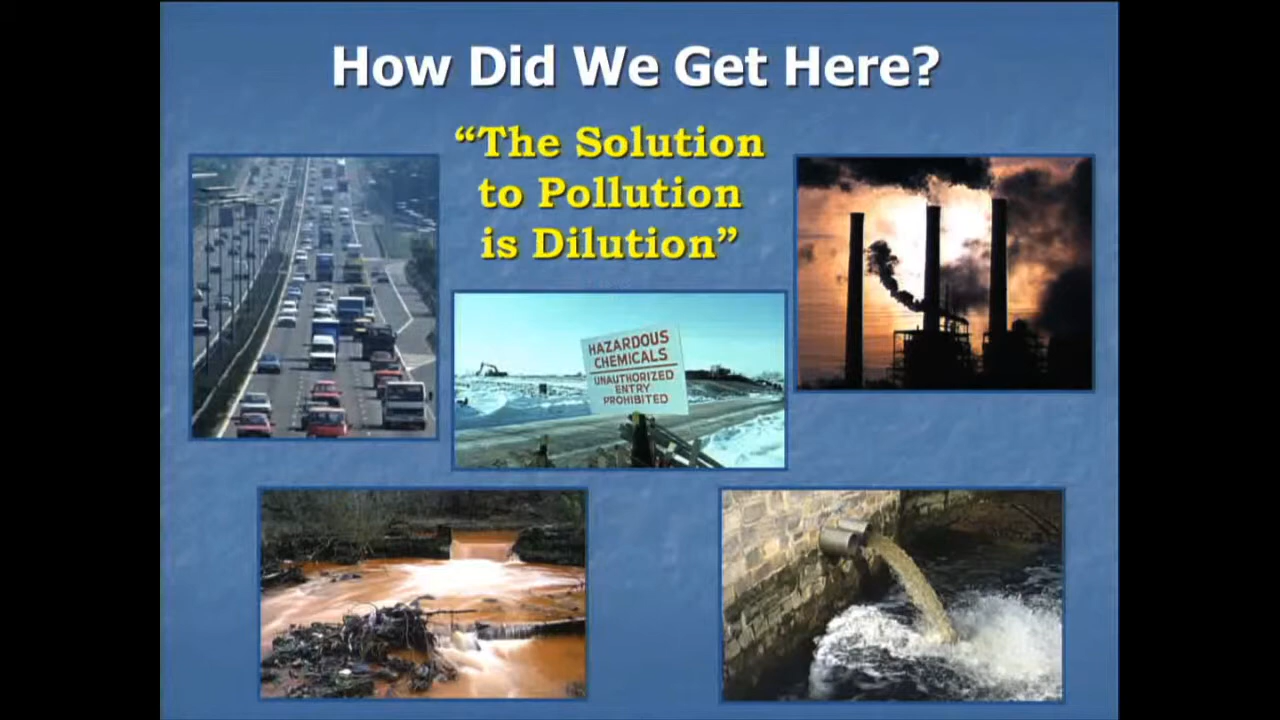 How Did We Get Here?
“The Solution
to Pollution
is Dilution”
HAZARDOUS
CHEMICALS
UNAUTHORIZED
ENTRY
PROHIBITED